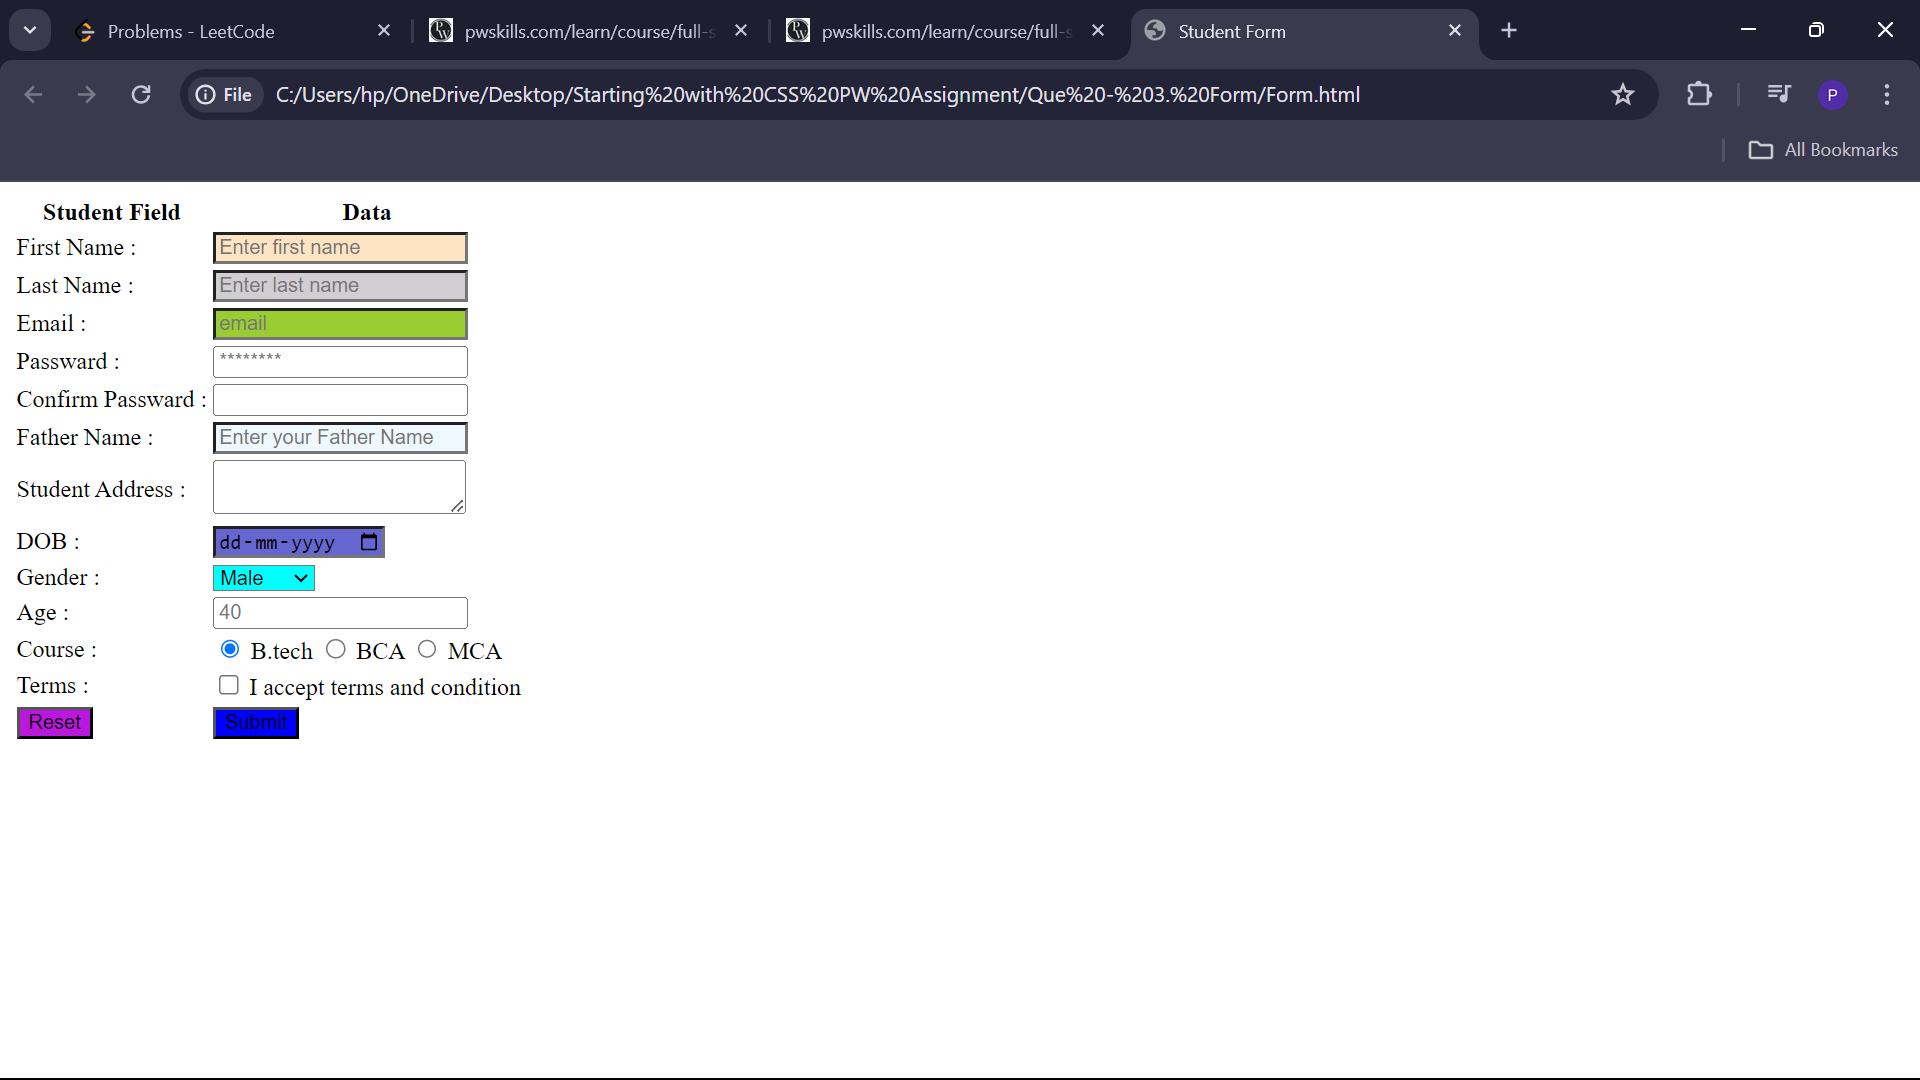 Problems - LeetCode
pwskills.com/learn/course/full-s
pwskills.com/learn/course/full-s
Student Form
File
C:/Users/hp/OneDrive/Desktop/Starting%20with%20CSS%20PW%20Assignment/Que%20-%203.%20Form/Form.html
P
All Bookmarks
Student Field Data
First Name : Enter first name
Last Name : Enter last name
Email : email
Passward : ********
Confirm Passward :
Father Name : Enter your Father Name
Student Address :
DOB : dd-mm-yyyy
Gender : Male
Age : 40
Course : B.tech BCA MCA
Terms : I accept terms and condition
Reset Submit